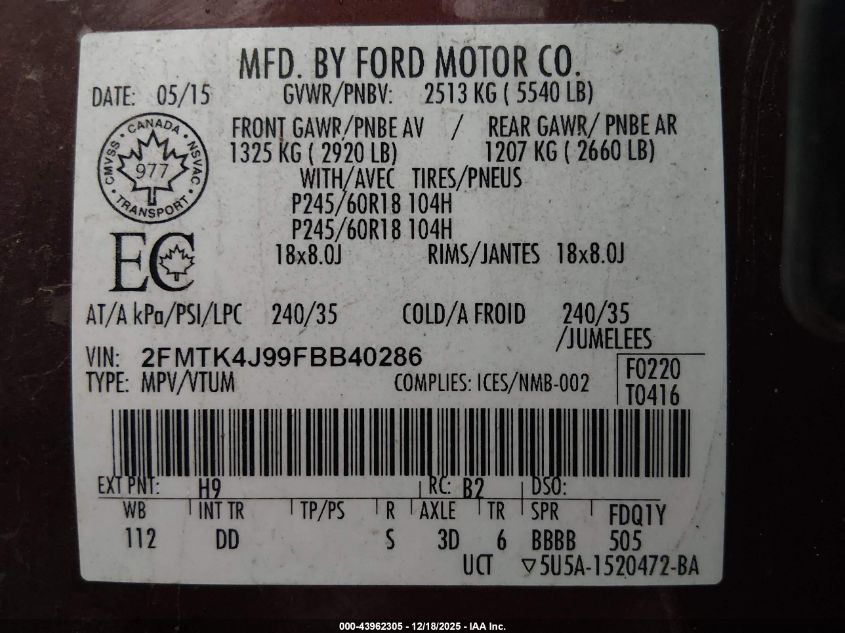 MFD. BY FORD MOTOR CO.
DATE: 05/15 GVWR/PNBV: 2513 KG ( 5540 LB)
FRONT GAWR/PNBE AV / REAR GAWR/ PNBE AR
1325 KG ( 2920 LB) 1207 KG ( 2660 LB)
WITH/AVEC TIRES/PNEUS
P245/60R18 104H
P245/60R18 104H
18x8.0J RIMS/JANTES 18x8.0J
CANADA
CMVSS 977 NSVAC
TRANSPORT
EC
AT/A kPa/PSI/LPC 240/35 COLD/A FROID 240/35
/JUMELEES
VIN: 2FMTK4J99FBB40286
TYPE: MPV/VTUM COMPLIES: ICES/NMB-002
F0220
T0416
EXT PNT: H9 RC: B2 DSO:
WB INT TR TP/PS R AXLE TR SPR FDQ1Y
112 DD S 3D 6 BBBB 505
UCT ▽5U5A-1520472-BA
000-43962305 - 12/18/2025 - IAA Inc.